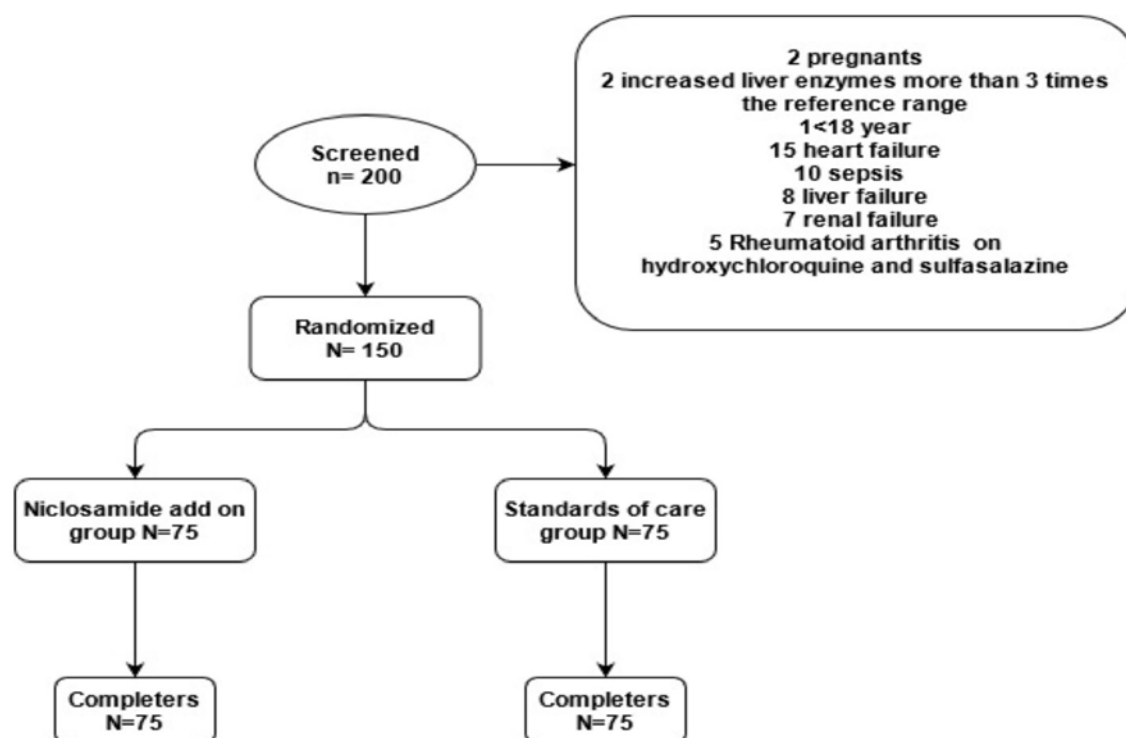 2 pregnants
2 increased liver enzymes more than 3 times
the reference range
1<18 year
15 heart failure
10 sepsis
8 liver failure
7 renal failure
5 Rheumatoid arthritis on
hydroxychloroquine and sulfasalazine
Screened
n= 200
Randomized
N= 150
Niclosamide add on
group N=75
Standards of care
group N=75
Completers
N=75
Completers
N=75